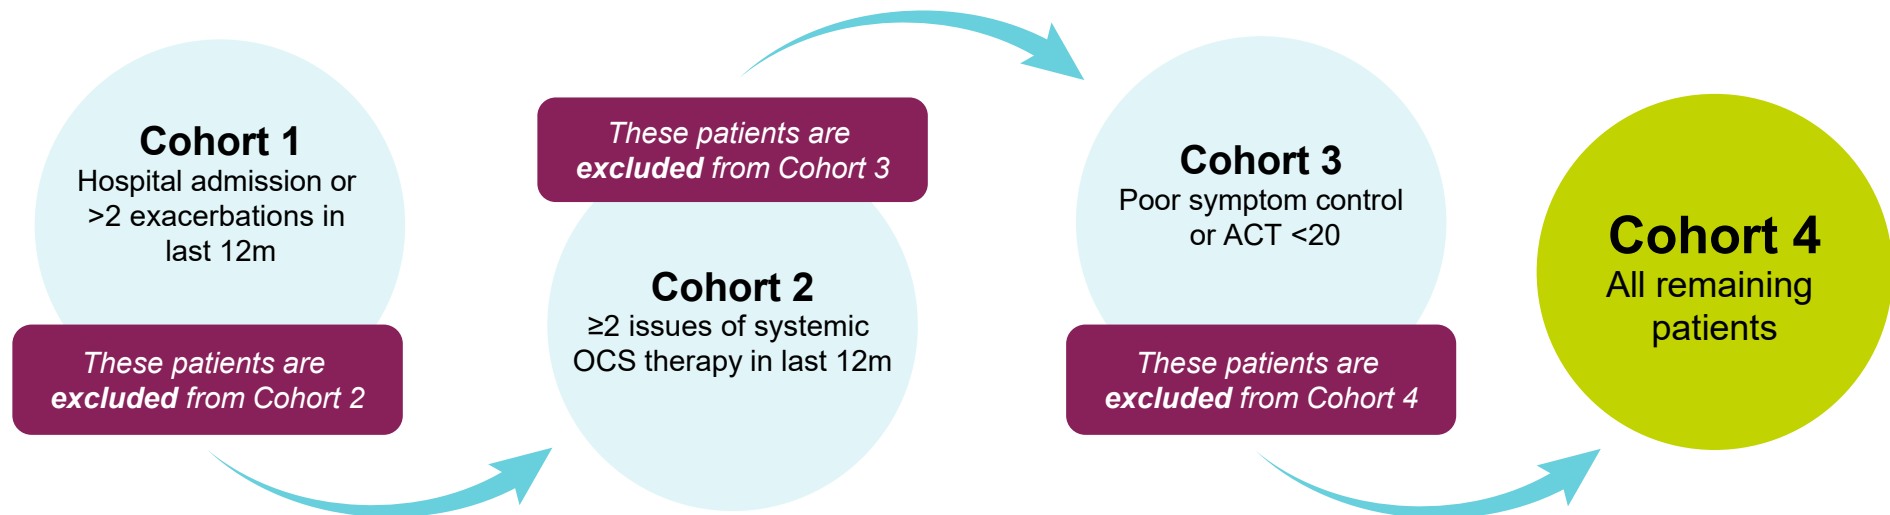 Cohort 1
Hospital admission or
>2 exacerbations in
last 12m
These patients are
excluded from Cohort 2
These patients are
excluded from Cohort 3
Cohort 2
≥2 issues of systemic
OCS therapy in last 12m
Cohort 3
Poor symptom control
or ACT <20
These patients are
excluded from Cohort 4
Cohort 4
All remaining
patients